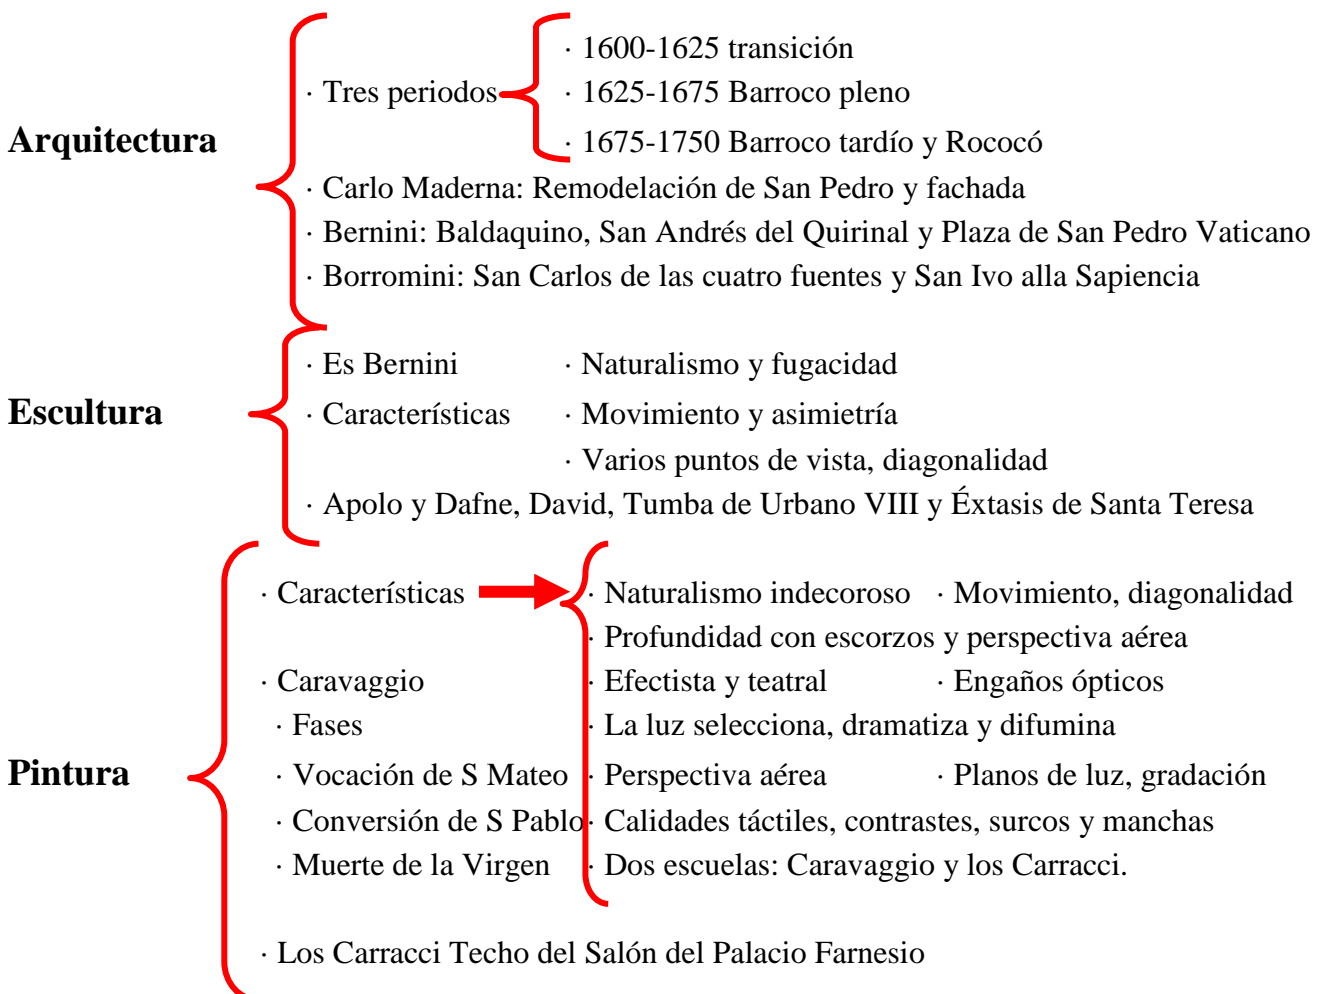 · 1600-1625 transición
· Tres periodos · 1625-1675 Barroco pleno
Arquitectura
· 1675-1750 Barroco tardío y Rococó
· Carlo Maderna: Remodelación de San Pedro y fachada
· Bernini: Baldaquino, San Andrés del Quirinal y Plaza de San Pedro Vaticano
· Borromini: San Carlos de las cuatro fuentes y San Ivo alla Sapiencia
· Es Bernini · Naturalismo y fugacidad
Escultura · Características · Movimiento y asimietría
· Varios puntos de vista, diagonalidad
· Apolo y Dafne, David, Tumba de Urbano VIII y Éxtasis de Santa Teresa
· Características · Naturalismo indecoroso · Movimiento, diagonalidad
· Profundidad con escorzos y perspectiva aérea
· Caravaggio · Efectista y teatral · Engaños ópticos
· Fases · La luz selecciona, dramatiza y difumina
Pintura · Vocación de S Mateo · Perspectiva aérea · Planos de luz, gradación
· Conversión de S Pablo · Calidades táctiles, contrastes, surcos y manchas
· Muerte de la Virgen · Dos escuelas: Caravaggio y los Carracci.
· Los Carracci Techo del Salón del Palacio Farnesio